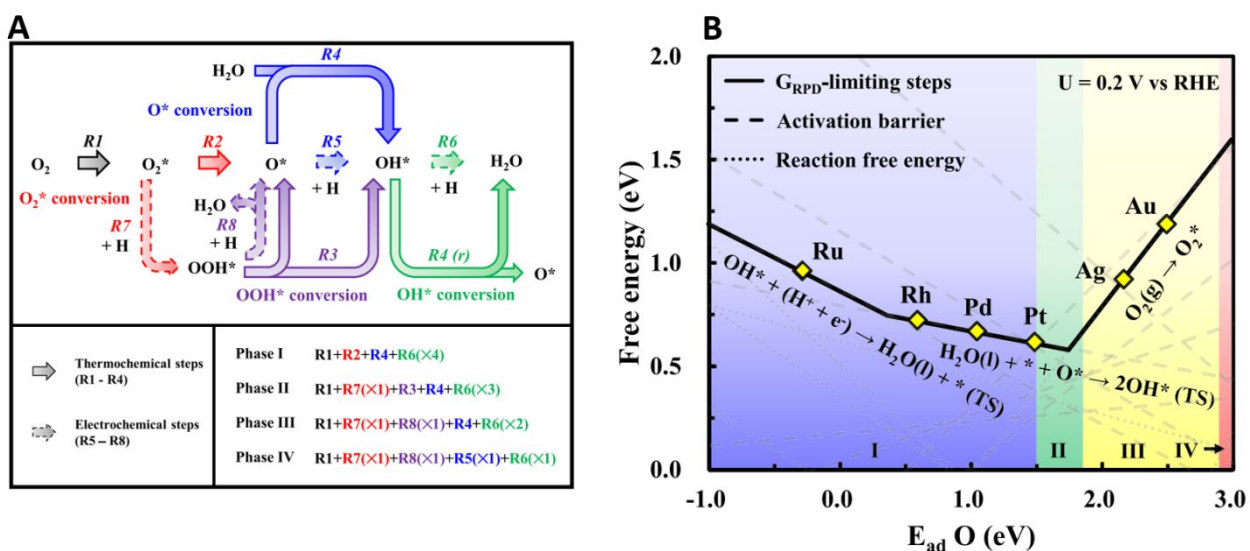 A
R4
H₂O
O* conversion
R1
R2
R5
R6
O₂
O₂*
O*
OH*
H₂O
+ H
+ H
O₂* conversion
R7
+ H
H₂O
R8
+ H
OOH*
R3
R4 (r)
O*
OOH* conversion
OH* conversion
Thermochemical steps
(R1 - R4)
Electrochemical steps
(R5 – R8)
Phase I R1+R2+R4+R6(×4)
Phase II R1+R7(×1)+R3+R4+R6(×3)
Phase III R1+R7(×1)+R8(×1)+R4+R6(×2)
Phase IV R1+R7(×1)+R8(×1)+R5(×1)+R6(×1)
B
Free energy (eV)
2.0
1.5
1.0
0.5
0.0
G_RPD-limiting steps
Activation barrier
Reaction free energy
U = 0.2 V vs RHE
Ru
Rh
Pd
Pt
Ag
Au
OH* + (H⁺ + e⁻) → H₂O(l) + * (TS)
H₂O(l) + * + O* → 2OH* (TS)
O₂(g) → O₂*
I
II
III
IV
-1.0
0.0
1.0
2.0
3.0
E_ad O (eV)